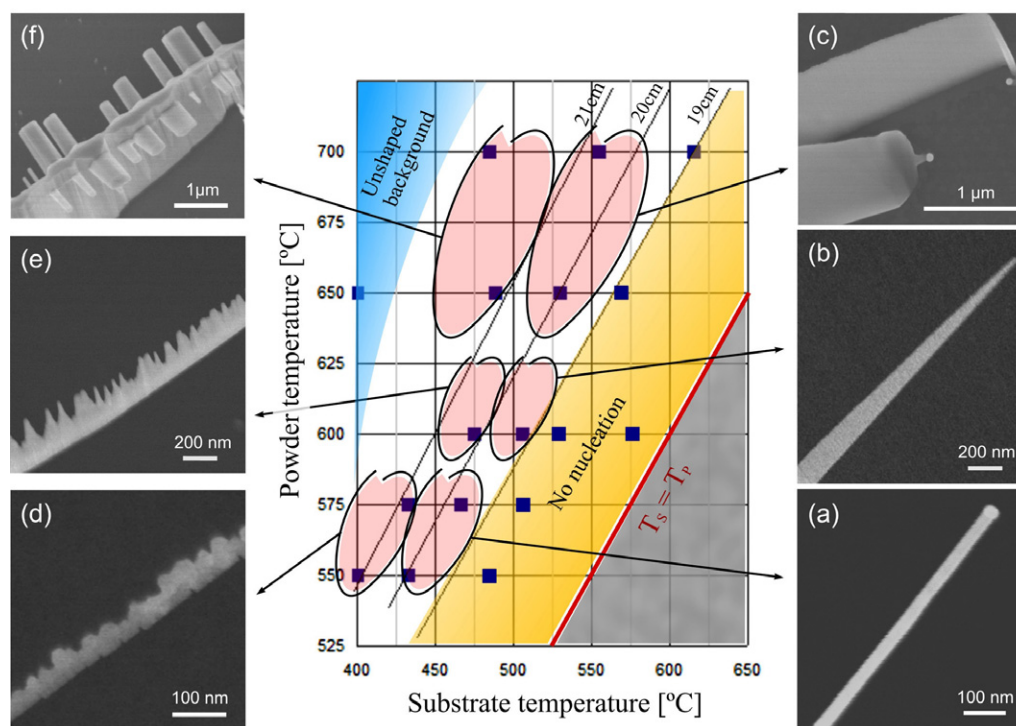 (f)
1µm
(e)
200 nm
(d)
100 nm
(c)
1 µm
(b)
200 nm
(a)
100 nm
Powder temperature [ºC]
700
675
650
625
600
575
550
525
400
450
500
550
600
650
Substrate temperature [ºC]
Unshaped
background
21cm
20cm
19cm
No nucleation
T_S = T_P